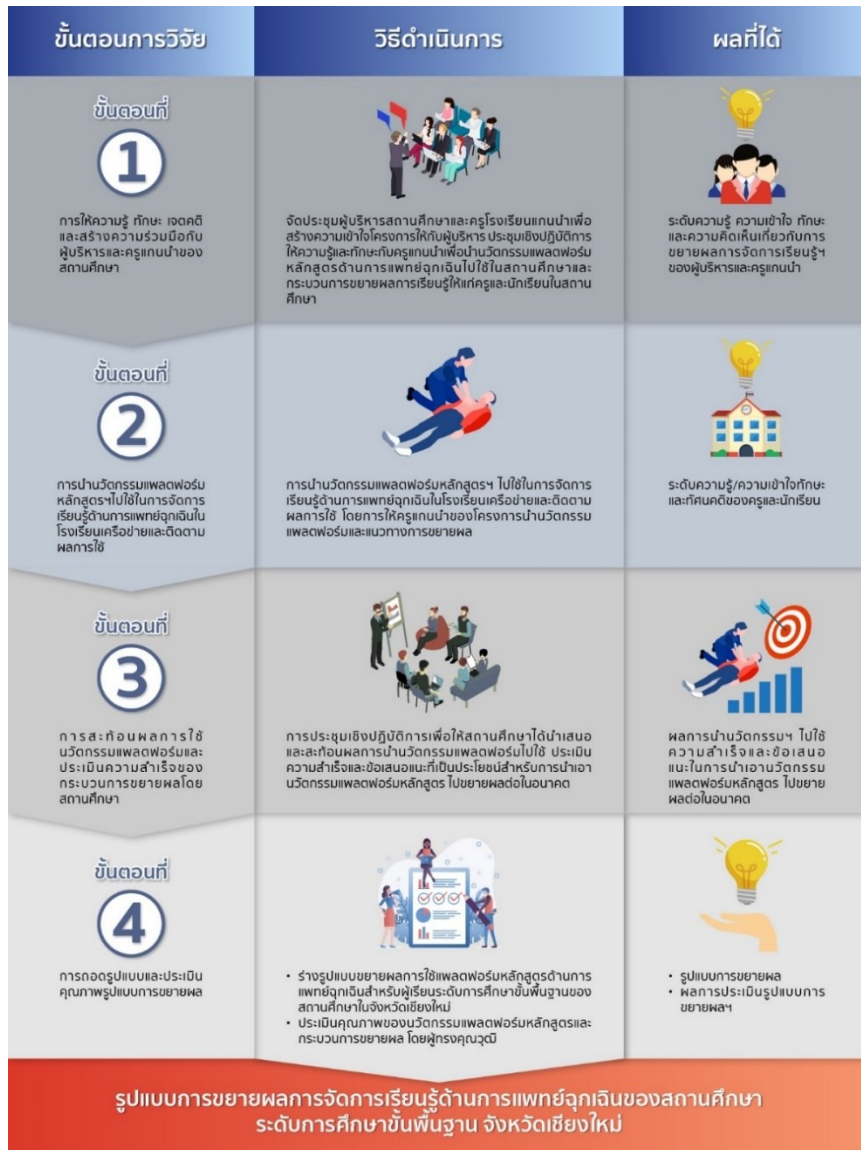 ขั้นตอนการวิจัย
วิธีดำเนินการ
ผลที่ได้
ขั้นตอนที่
1
การให้ความรู้ ทักษะ เจตคติ
และสร้างความร่วมมือกับ
ผู้บริหารและครูแกนนำของ
สถานศึกษา
จัดประชุมผู้บริหารสถานศึกษาและครูโรงเรียนแกนนำเพื่อ
สร้างความเข้าใจโครงการให้กับผู้บริหาร ประชุมเชิงปฏิบัติการ
ให้ความรู้และทักษะกับครูแกนนำเพื่อนำนวัตกรรมแพลตฟอร์ม
หลักสูตรด้านการแพทย์ฉุกเฉินไปใช้ในสถานศึกษาและ
กระบวนการขยายผลการเรียนรู้ให้แก่ครูและนักเรียนในสถาน
ศึกษา
ระดับความรู้ ความเข้าใจ ทักษะ
และความคิดเห็นเกี่ยวกับการ
ขยายผลการจัดการเรียนรู้ฯ
ของผู้บริหารและครูแกนนำ
ขั้นตอนที่
2
การนำนวัตกรรมแพลตฟอร์ม
หลักสูตรฯไปใช้ในการจัดการ
เรียนรู้ด้านการแพทย์ฉุกเฉินใน
โรงเรียนเครือข่ายและติดตาม
ผลการใช้
การนำนวัตกรรมแพลตฟอร์มหลักสูตรฯ ไปใช้ในการจัดการ
เรียนรู้ด้านการแพทย์ฉุกเฉินในโรงเรียนเครือข่ายและติดตาม
ผลการใช้ โดยการให้ครูแกนนำของโครงการนำนวัตกรรม
แพลตฟอร์มและแนวทางการขยายผล
ระดับความรู้/ความเข้าใจทักษะ
และทัศนคติของครูและนักเรียน
ขั้นตอนที่
3
การสะท้อนผลการใช้
นวัตกรรมแพลตฟอร์มและ
ประเมินความสำเร็จของ
กระบวนการขยายผลโดย
สถานศึกษา
การประชุมเชิงปฏิบัติการเพื่อให้สถานศึกษาได้นำเสนอ
และสะท้อนผลการนำนวัตกรรมแพลตฟอร์มไปใช้ ประเมิน
ความสำเร็จและข้อเสนอแนะที่เป็นประโยชน์สำหรับการนำเอา
นวัตกรรมแพลตฟอร์มหลักสูตร ไปขยายผลต่อในอนาคต
ผลการนำนวัตกรรมฯ ไปใช้
ความสำเร็จและข้อเสนอ
แนะในการนำเอานวัตกรรม
แพลตฟอร์มหลักสูตร ไปขยาย
ผลต่อในอนาคต
ขั้นตอนที่
4
การถอดรูปแบบและประเมิน
คุณภาพรูปแบบการขยายผล
• ร่างรูปแบบขยายผลการใช้แพลตฟอร์มหลักสูตรด้านการ
แพทย์ฉุกเฉินสำหรับผู้เรียนระดับการศึกษาขั้นพื้นฐานของ
สถานศึกษาในจังหวัดเชียงใหม่
• ประเมินคุณภาพของนวัตกรรมแพลตฟอร์มหลักสูตรและ
กระบวนการขยายผล โดยผู้ทรงคุณวุฒิ
• รูปแบบการขยายผล
• ผลการประเมินรูปแบบการ
ขยายผลฯ
รูปแบบการขยายผลการจัดการเรียนรู้ด้านการแพทย์ฉุกเฉินของสถานศึกษา
ระดับการศึกษาขั้นพื้นฐาน จังหวัดเชียงใหม่